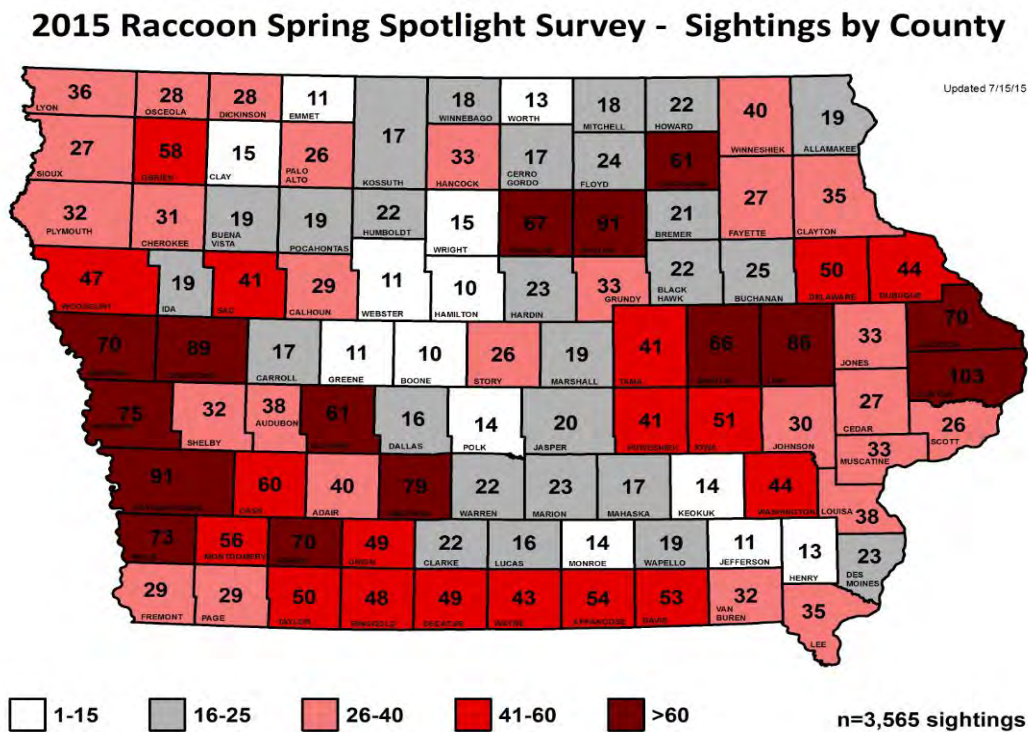 2015 Raccoon Spring Spotlight Survey - Sightings by County
Updated 7/15/15
36 28 28 11 17 18 13 18 22 40 19
LYON OSCEOLA DICKINSON EMMET KOSSUTH WINNEBAGO WORTH MITCHELL HOWARD WINNESHIEK ALLAMAKEE
27 58 15 26 33 17 24 61 27 35
SIOUX OBRIEN CLAY PALO ALTO HANCOCK CERRO GORDO FLOYD FAYETTE CLAYTON
32 31 19 19 22 15 67 91 21
PLYMOUTH CHEROKEE BUENA VISTA POCAHONTAS HUMBOLDT WRIGHT BREMER
47 19 41 29 11 10 23 33 22 25 50 44
WOODBURY IDA SAC CALHOUN WEBSTER HAMILTON HARDIN GRUNDY BLACK HAWK BUCHANAN DELAWARE DUBUQUE
70 89 17 11 10 26 19 41 66 86 33 70
CARROLL GREENE BOONE STORY MARSHALL TAMA JONES
75 32 38 61 16 14 20 41 51 30 27 103
SHELBY AUDUBON DALLAS POLK JASPER POWESHIEK IOWA JOHNSON CEDAR
26
SCOTT
33
MUSCATINE
91 60 40 79 22 23 17 14 44 38
CASS ADAIR WARREN MARION MAHASKA KEOKUK WASHINGTON LOUISA
73 56 70 49 22 16 14 19 11 13 23
MONTGOMERY UNION CLARKE LUCAS MONROE WAPELLO JEFFERSON HENRY DES MOINES
29 29 50 48 49 43 54 53 32 35
FREMONT PAGE TAYLOR RINGGOLD DECATUR WAYNE APPANOOSE DAVIS VAN BUREN LEE
1-15 16-25 26-40 41-60 >60
n=3,565 sightings